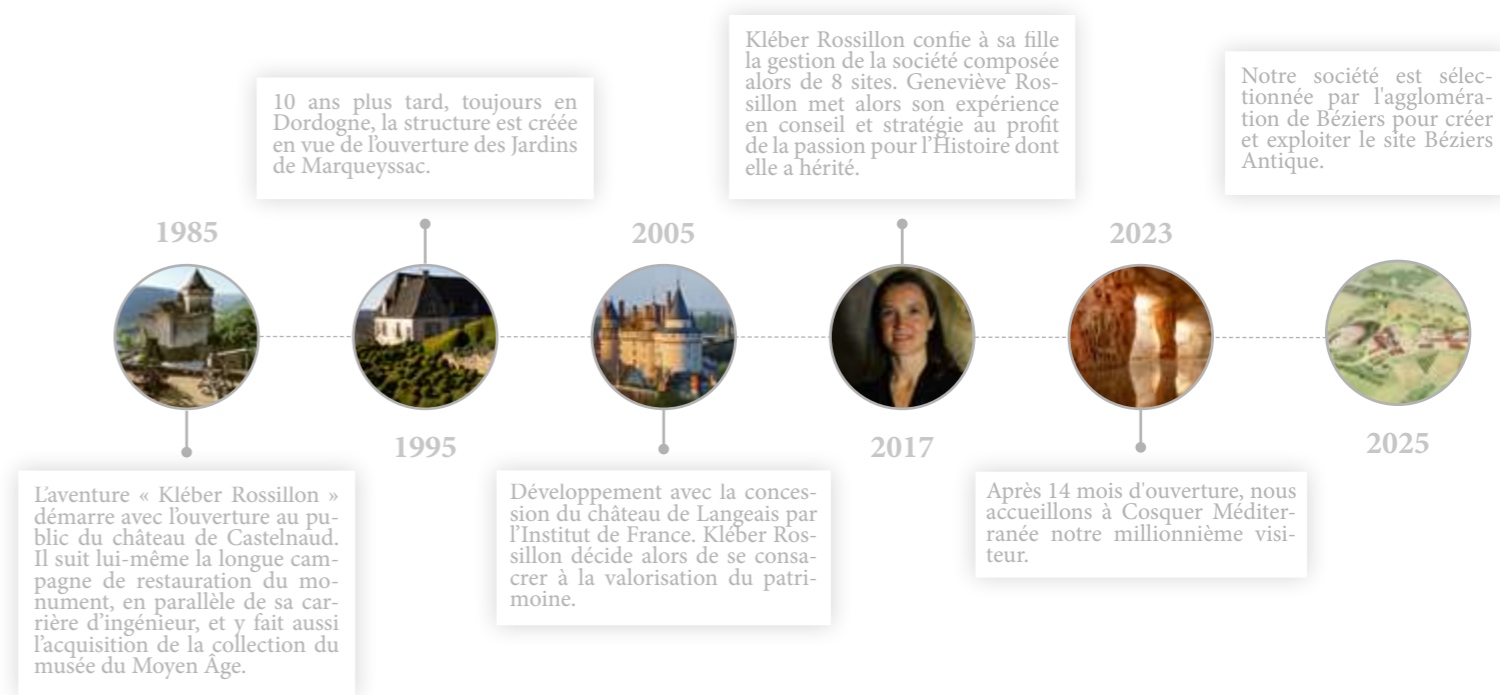 1985
L'aventure « Kléber Rossillon »
démarre avec l'ouverture au pu-
blic du château de Castelnaud.
Il suit lui-même la longue cam-
pagne de restauration du mo-
nument, en parallèle de sa car-
rière d'ingénieur, et y fait aussi
l'acquisition de la collection du
musée du Moyen Âge.
10 ans plus tard, toujours en
Dordogne, la structure est créée
en vue de l'ouverture des Jardins
de Marqueyssac.
1995
2005
Développement avec la conces-
sion du château de Langeais par
l'Institut de France. Kléber Ros-
sillon décide alors de se consa-
crer à la valorisation du patri-
moine.
Kléber Rossillon confie à sa fille
la gestion de la société composée
alors de 8 sites. Geneviève Ros-
sillon met alors son expérience
en conseil et stratégie au profit
de la passion pour l'Histoire dont
elle a hérité.
2017
2023
Après 14 mois d'ouverture, nous
accueillons à Cosquer Méditer-
ranée notre millionnième visi-
teur.
Notre société est sélec-
tionnée par l'aggloméra-
tion de Béziers pour créer
et exploiter le site Béziers
Antique.
2025